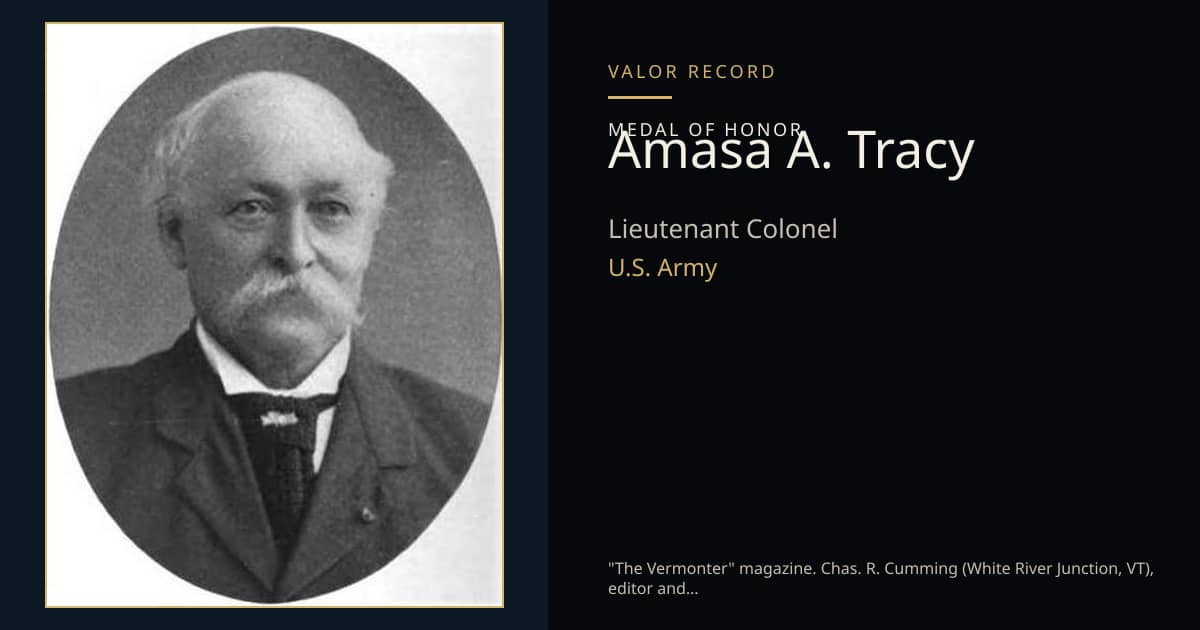 VALOR RECORD
MEDAL OF HONOR
Amasa A. Tracy
Lieutenant Colonel
U.S. Army
"The Vermonter" magazine. Chas. R. Cumming (White River Junction, VT),
editor and...